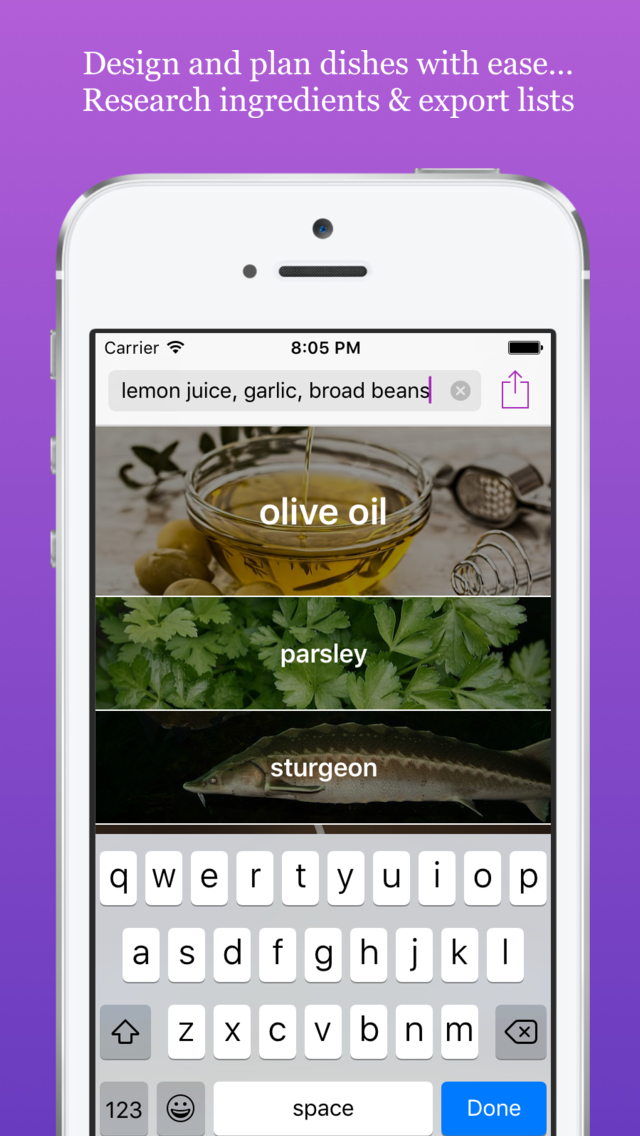 Design and plan dishes with ease...
Research ingredients & export lists
Carrier 8:05 PM
lemon juice, garlic, broad beans
olive oil
parsley
sturgeon
q w e r t y u i o p
a s d f g h j k l
z x c v b n m
123 space Done